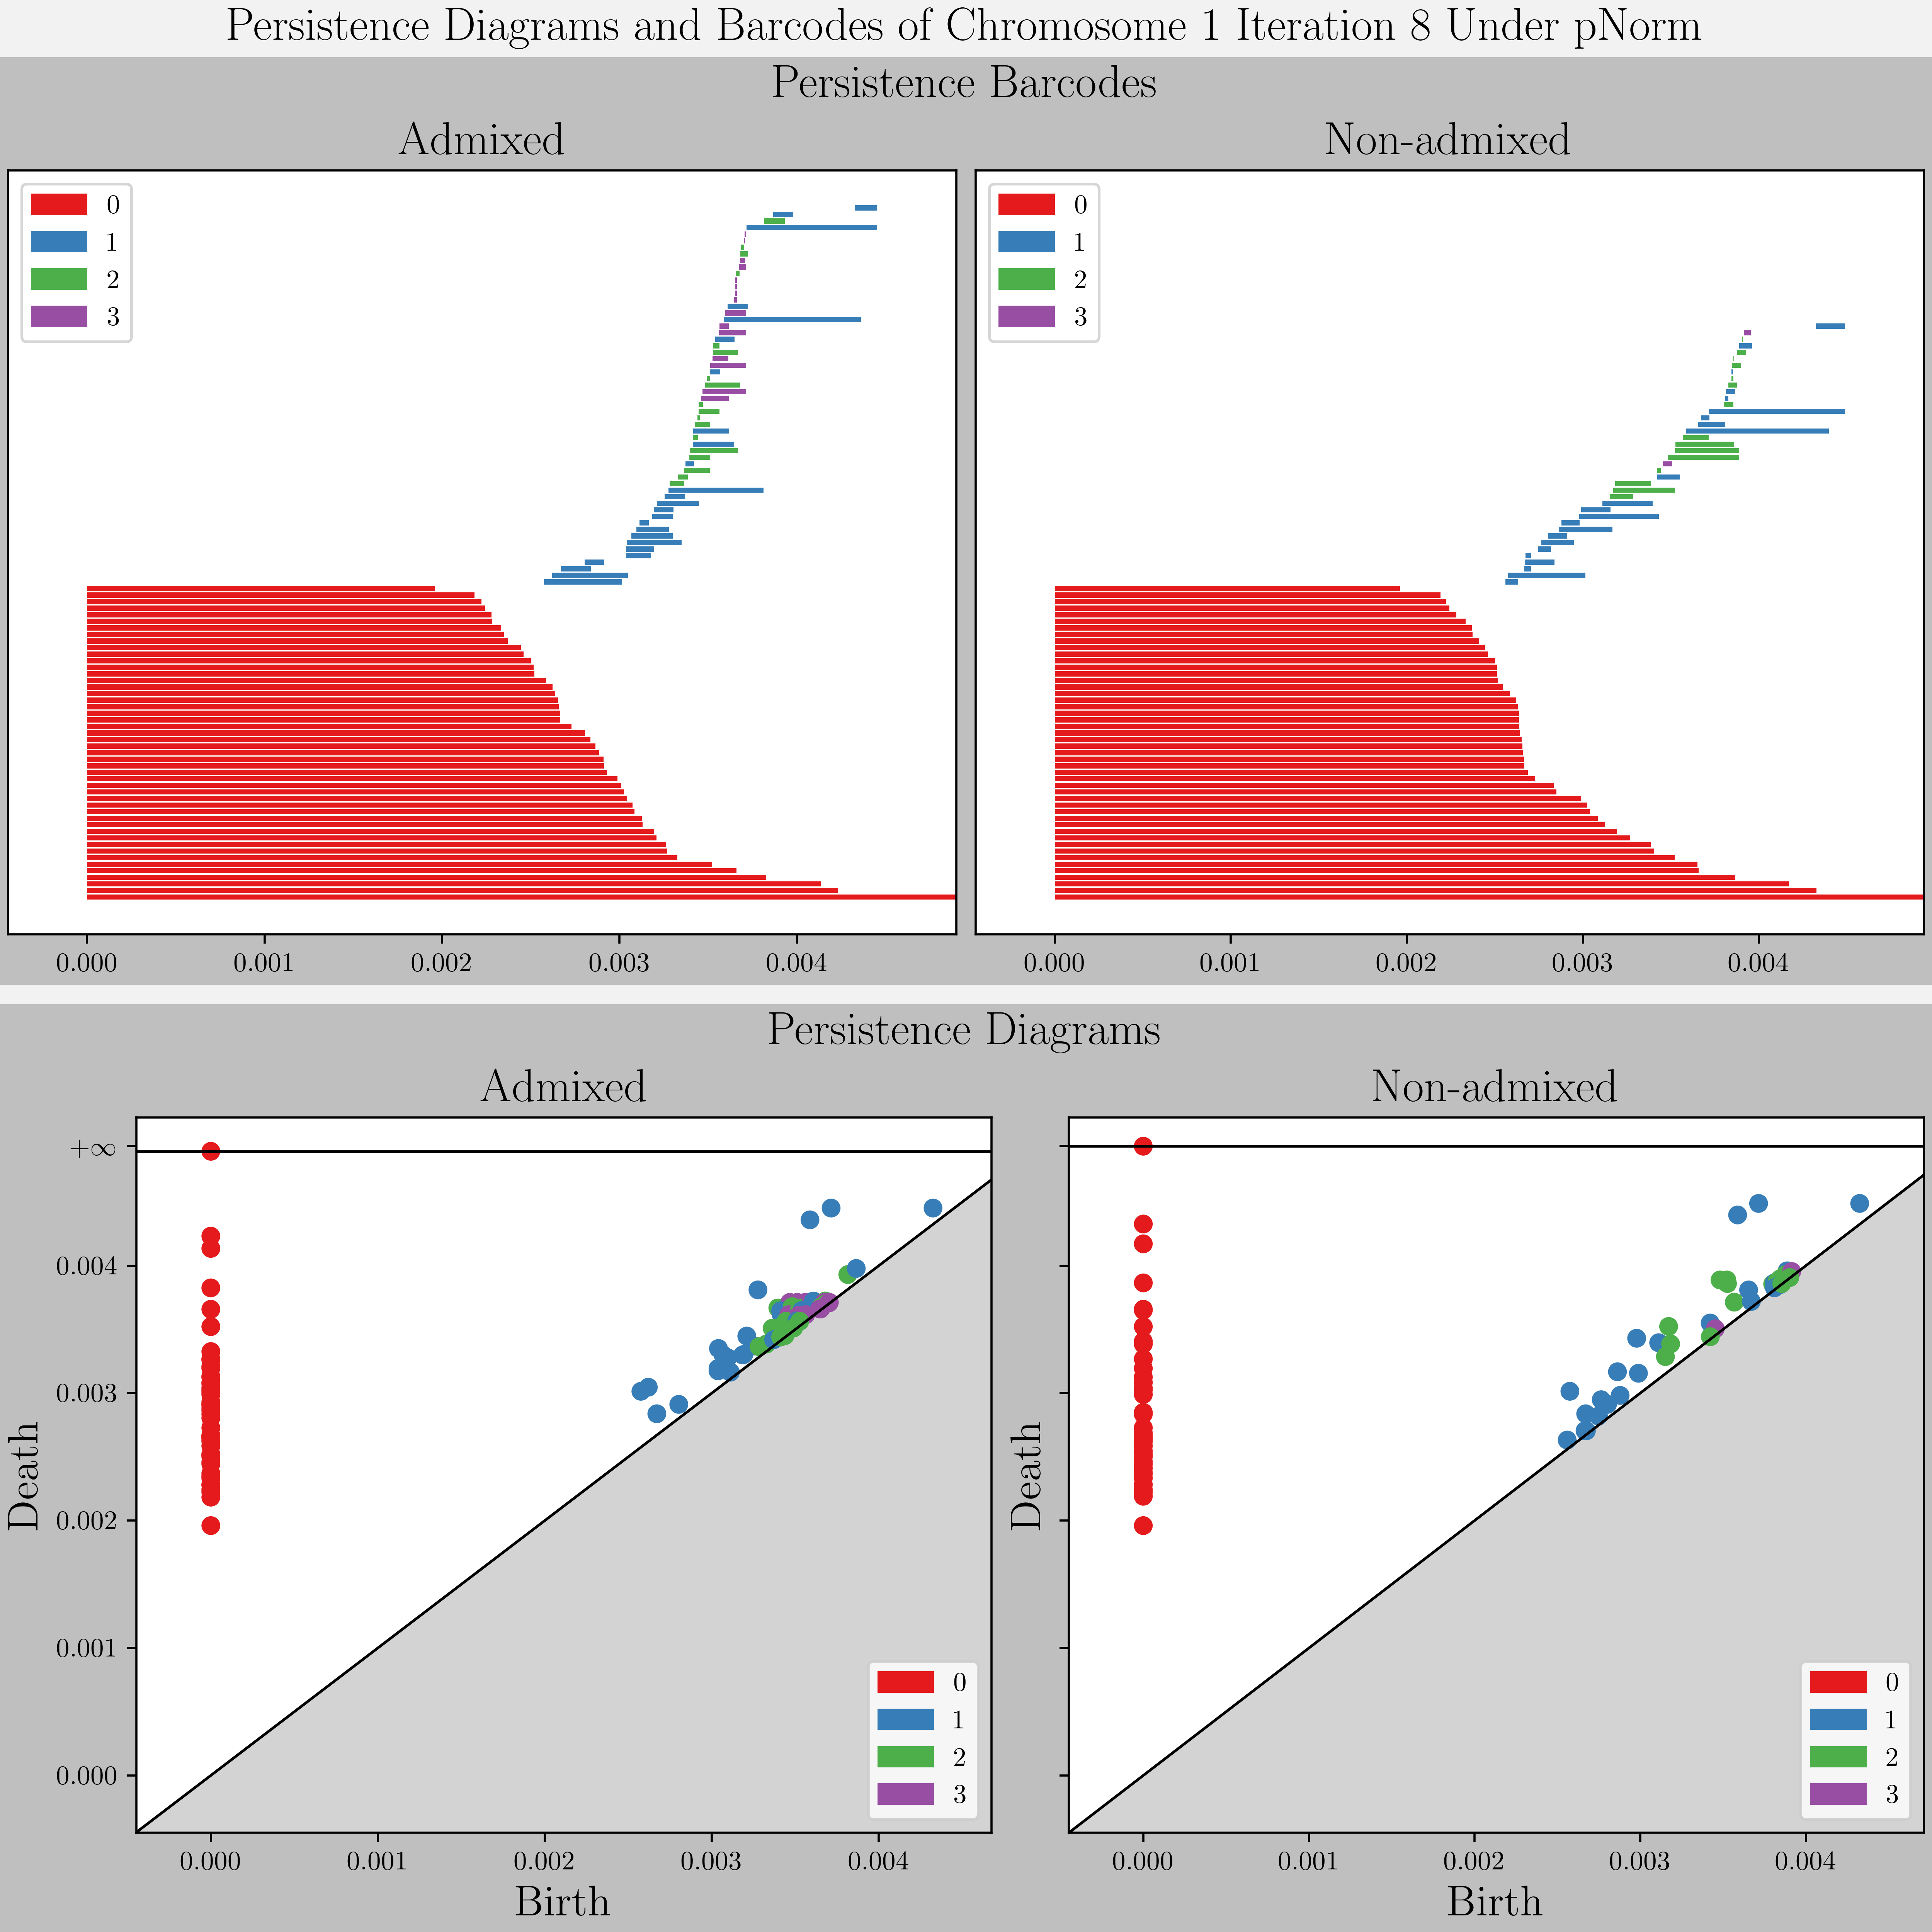 Persistence Diagrams and Barcodes of Chromosome 1 Iteration 8 Under pNorm
Persistence Barcodes
Admixed
0
1
2
3
0.000 0.001 0.002 0.003 0.004
Non-admixed
0
1
2
3
0.000 0.001 0.002 0.003 0.004
Persistence Diagrams
Admixed
+∞
0.004
0.003
0.002
0.001
0.000
Death
0
1
2
3
0.000 0.001 0.002 0.003 0.004
Birth
Non-admixed
Death
0
1
2
3
0.000 0.001 0.002 0.003 0.004
Birth